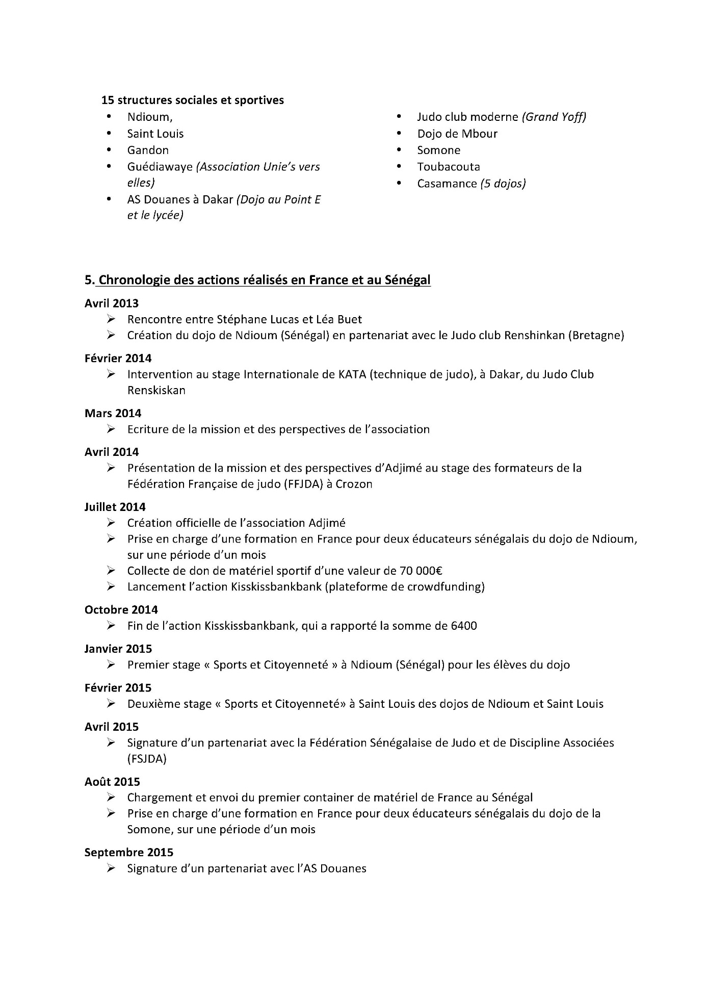 15 structures sociales et sportives
• Ndioum,
• Saint Louis
• Gandon
• Guédiawaye (Association Unie’s vers
elles)
• AS Douanes à Dakar (Dojo au Point E
et le lycée)
• Judo club moderne (Grand Yoff)
• Dojo de Mbour
• Somone
• Toubacouta
• Casamance (5 dojos)
5. Chronologie des actions réalisés en France et au Sénégal
Avril 2013
➢ Rencontre entre Stéphane Lucas et Léa Buet
➢ Création du dojo de Ndioum (Sénégal) en partenariat avec le Judo club Renshinkan (Bretagne)
Février 2014
➢ Intervention au stage Internationale de KATA (technique de judo), à Dakar, du Judo Club
Renskiskan
Mars 2014
➢ Ecriture de la mission et des perspectives de l’association
Avril 2014
➢ Présentation de la mission et des perspectives d’Adjimé au stage des formateurs de la
Fédération Française de judo (FFJDA) à Crozon
Juillet 2014
➢ Création officielle de l’association Adjimé
➢ Prise en charge d’une formation en France pour deux éducateurs sénégalais du dojo de Ndioum,
sur une période d’un mois
➢ Collecte de don de matériel sportif d’une valeur de 70 000€
➢ Lancement l’action Kisskissbankbank (plateforme de crowdfunding)
Octobre 2014
➢ Fin de l’action Kisskissbankbank, qui a rapporté la somme de 6400
Janvier 2015
➢ Premier stage « Sports et Citoyenneté » à Ndioum (Sénégal) pour les élèves du dojo
Février 2015
➢ Deuxième stage « Sports et Citoyenneté» à Saint Louis des dojos de Ndioum et Saint Louis
Avril 2015
➢ Signature d’un partenariat avec la Fédération Sénégalaise de Judo et de Discipline Associées
(FSJDA)
Août 2015
➢ Chargement et envoi du premier container de matériel de France au Sénégal
➢ Prise en charge d’une formation en France pour deux éducateurs sénégalais du dojo de la
Somone, sur une période d’un mois
Septembre 2015
➢ Signature d’un partenariat avec l’AS Douanes